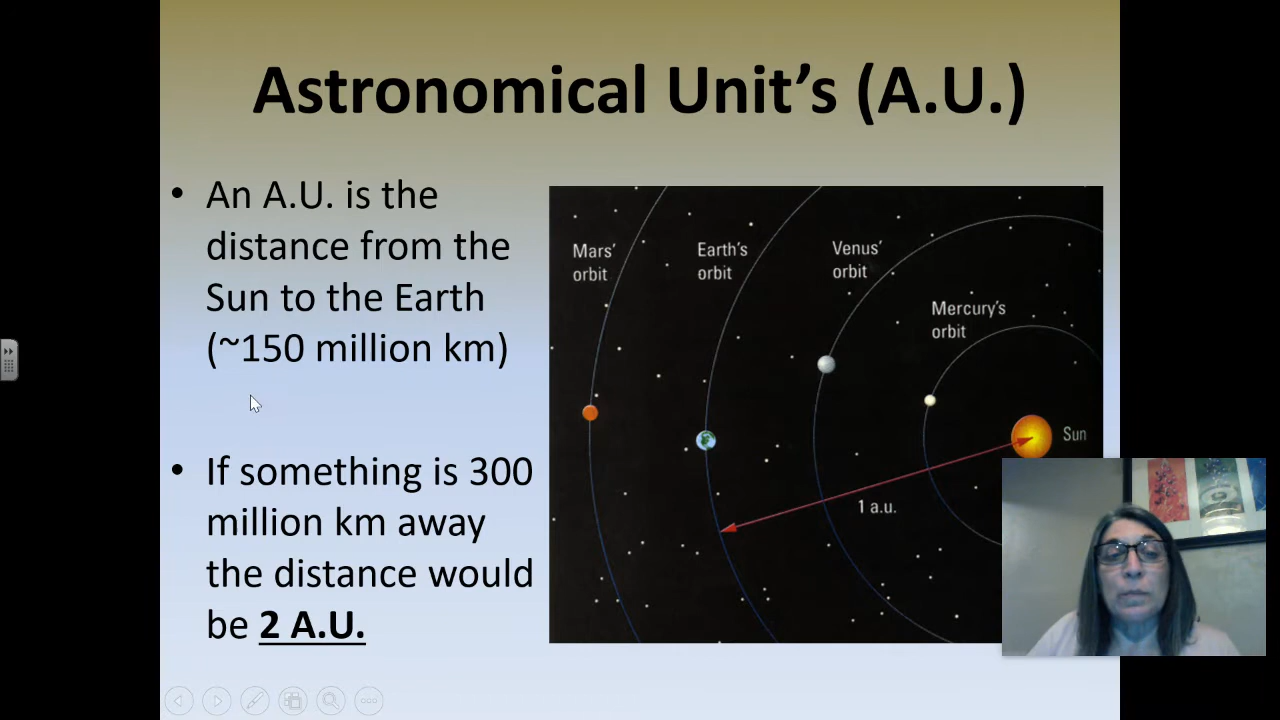 Astronomical Unit's (A.U.)
• An A.U. is the
distance from the
Sun to the Earth
(~150 million km)
• If something is 300
million km away
the distance would
be 2 A.U.
Mars'
orbit
Earth's
orbit
Venus'
orbit
Mercury's
orbit
Sun
1 a.u.